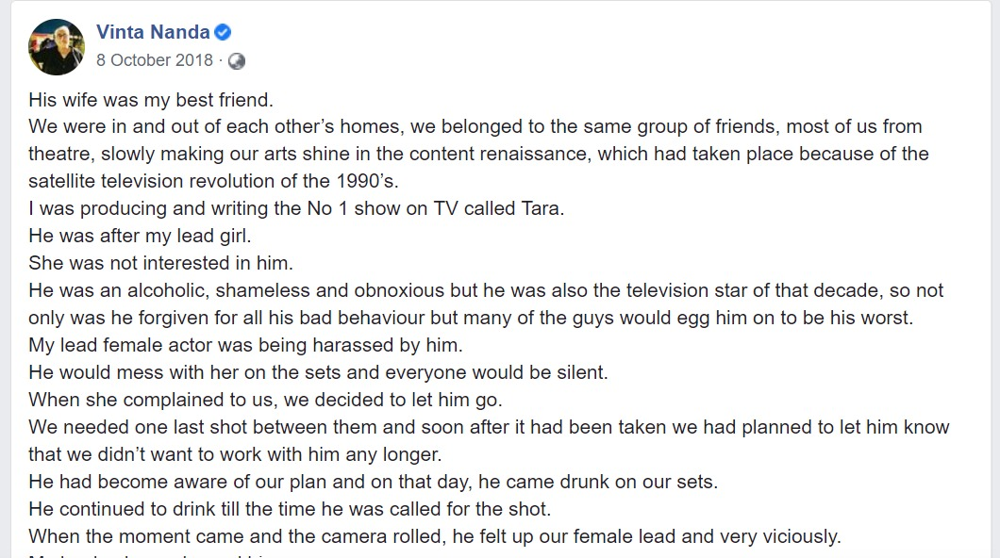 Vinta Nanda
8 October 2018 ·
His wife was my best friend.
We were in and out of each other’s homes, we belonged to the same group of friends, most of us from
theatre, slowly making our arts shine in the content renaissance, which had taken place because of the
satellite television revolution of the 1990’s.
I was producing and writing the No 1 show on TV called Tara.
He was after my lead girl.
She was not interested in him.
He was an alcoholic, shameless and obnoxious but he was also the television star of that decade, so not
only was he forgiven for all his bad behaviour but many of the guys would egg him on to be his worst.
My lead female actor was being harassed by him.
He would mess with her on the sets and everyone would be silent.
When she complained to us, we decided to let him go.
We needed one last shot between them and soon after it had been taken we had planned to let him know
that we didn’t want to work with him any longer.
He had become aware of our plan and on that day, he came drunk on our sets.
He continued to drink till the time he was called for the shot.
When the moment came and the camera rolled, he felt up our female lead and very viciously.